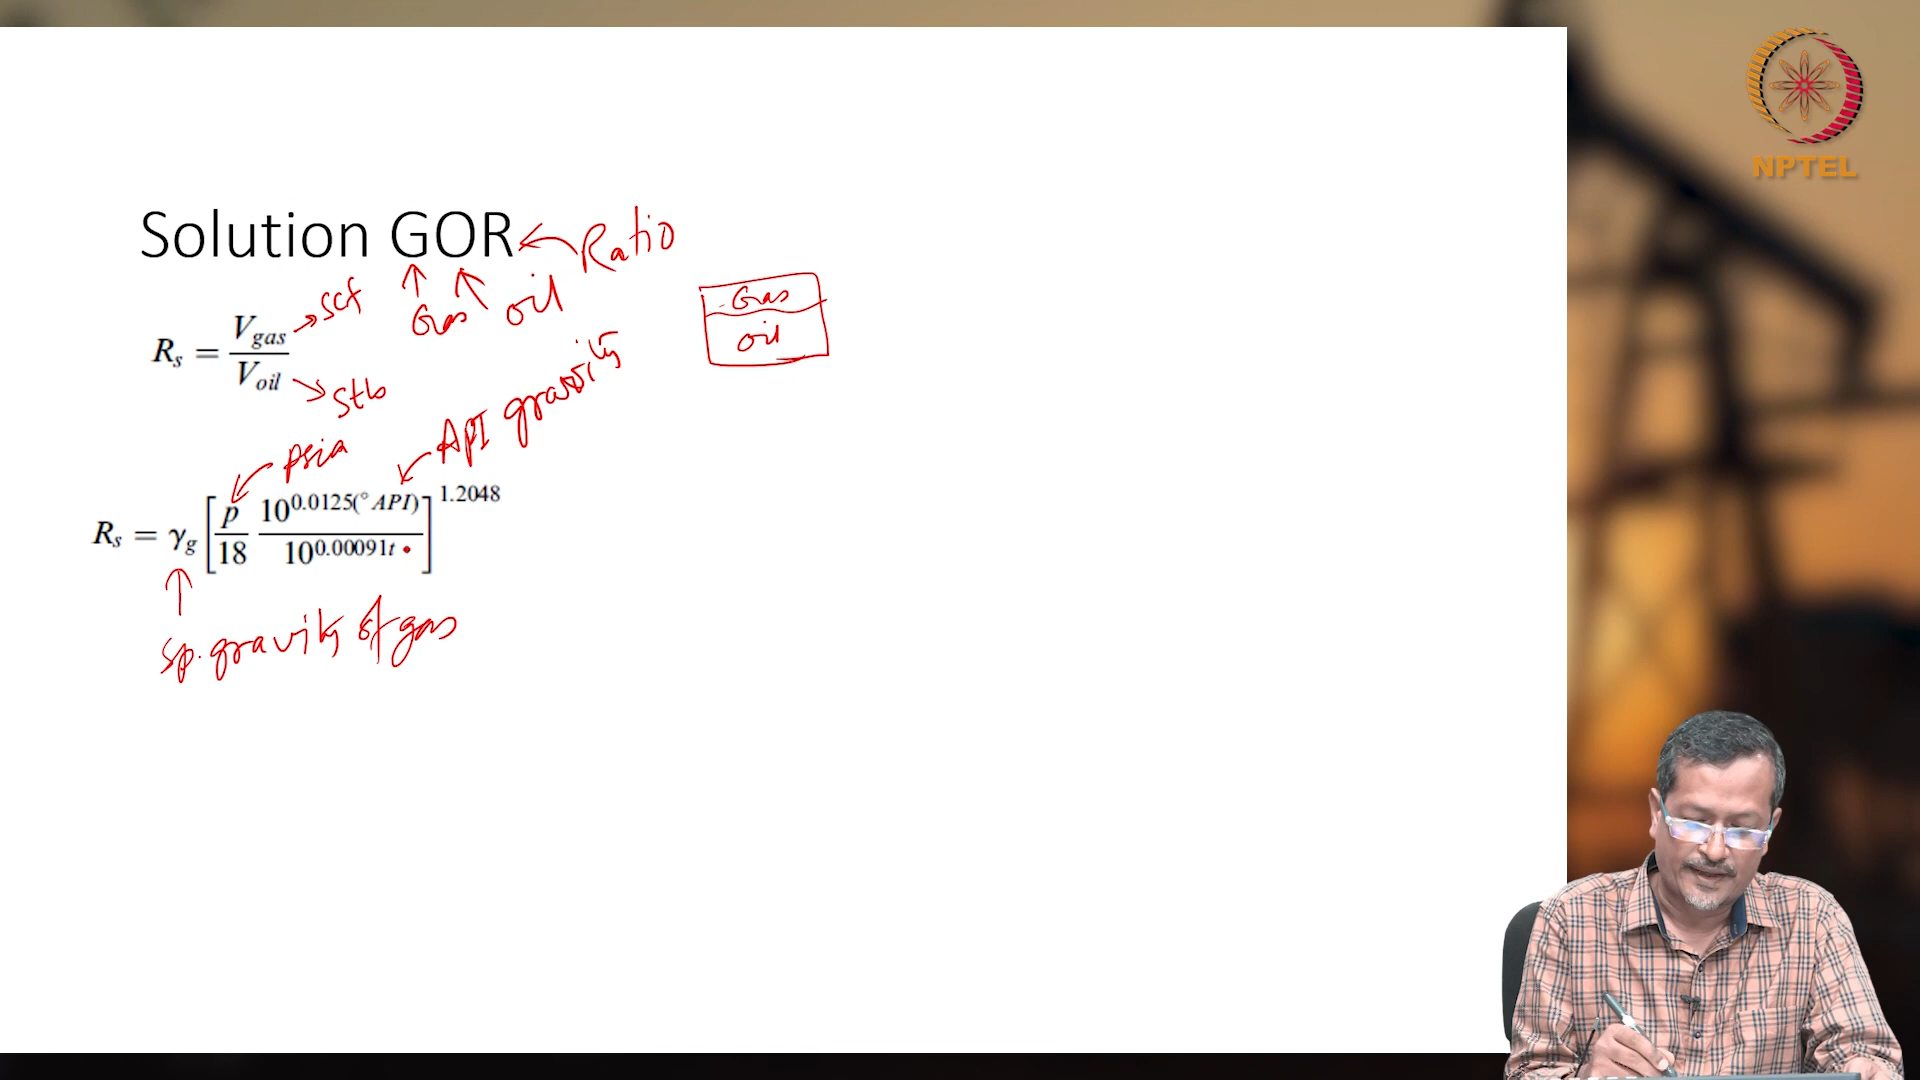 NPTEL
Solution GOR
Ratio
Gas
oil
R_s = V_gas / V_oil
scf
stb
Gas
oil
psia
API gravity
R_s = γ_g [ p/18 10^{0.0125(°API)} / 10^{0.00091t} ]^{1.2048}
sp. gravity of gas